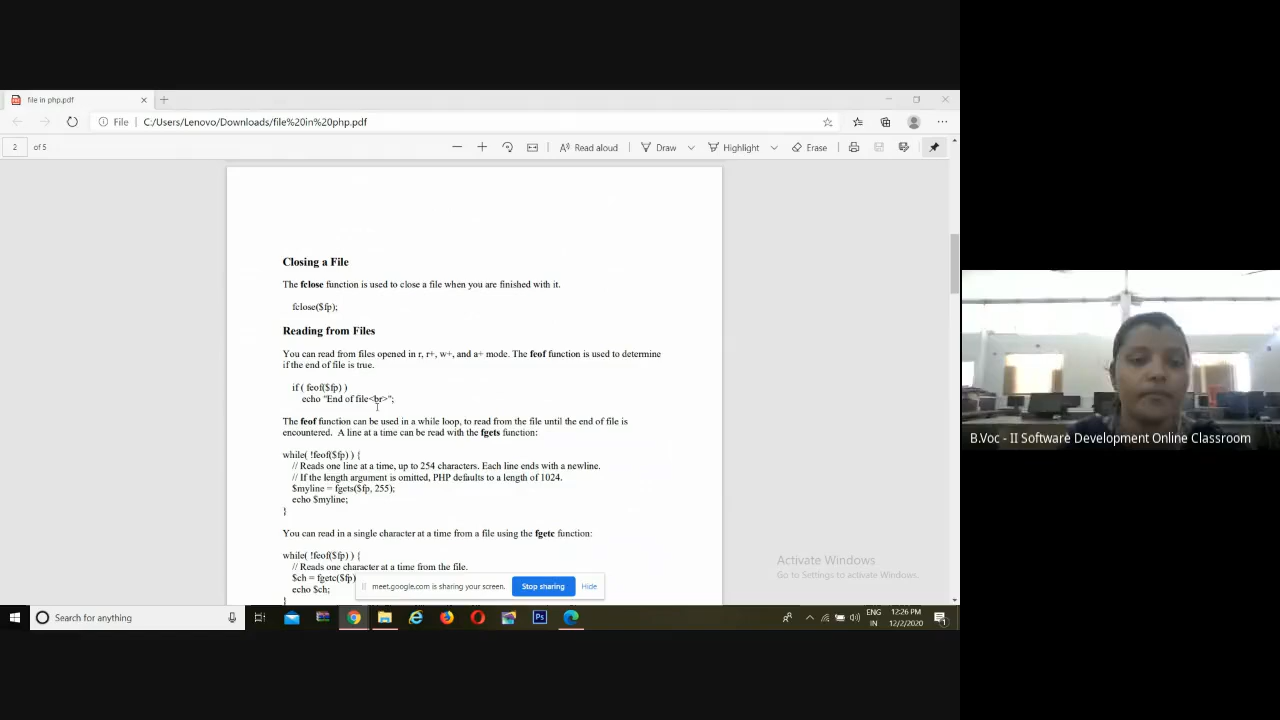 file in php.pdf
File
C:/Users/Lenovo/Downloads/file%20in%20php.pdf
2 of 5
Read aloud
Draw
Highlight
Erase
Closing a File
The fclose function is used to close a file when you are finished with it.
fclose($fp);
Reading from Files
You can read from files opened in r, r+, w+, and a+ mode. The feof function is used to determine
if the end of file is true.
if ( feof($fp) )
echo "End of file<br>";
The feof function can be used in a while loop, to read from the file until the end of file is
encountered. A line at a time can be read with the fgets function:
while( !feof($fp) ) {
// Reads one line at a time, up to 254 characters. Each line ends with a newline.
// If the length argument is omitted, PHP defaults to a length of 1024.
$myline = fgets($fp, 255);
echo $myline;
}
You can read in a single character at a time from a file using the fgetc function:
while( !feof($fp) ) {
// Reads one character at a time from the file.
$ch = fgetc($fp)
echo $ch;
}
meet.google.com is sharing your screen.
Stop sharing
Hide
Activate Windows
Go to Settings to activate Windows.
Search for anything
Ps
ENG
IN
12:26 PM
12/2/2020
1
B.Voc - II Software Development Online Classroom